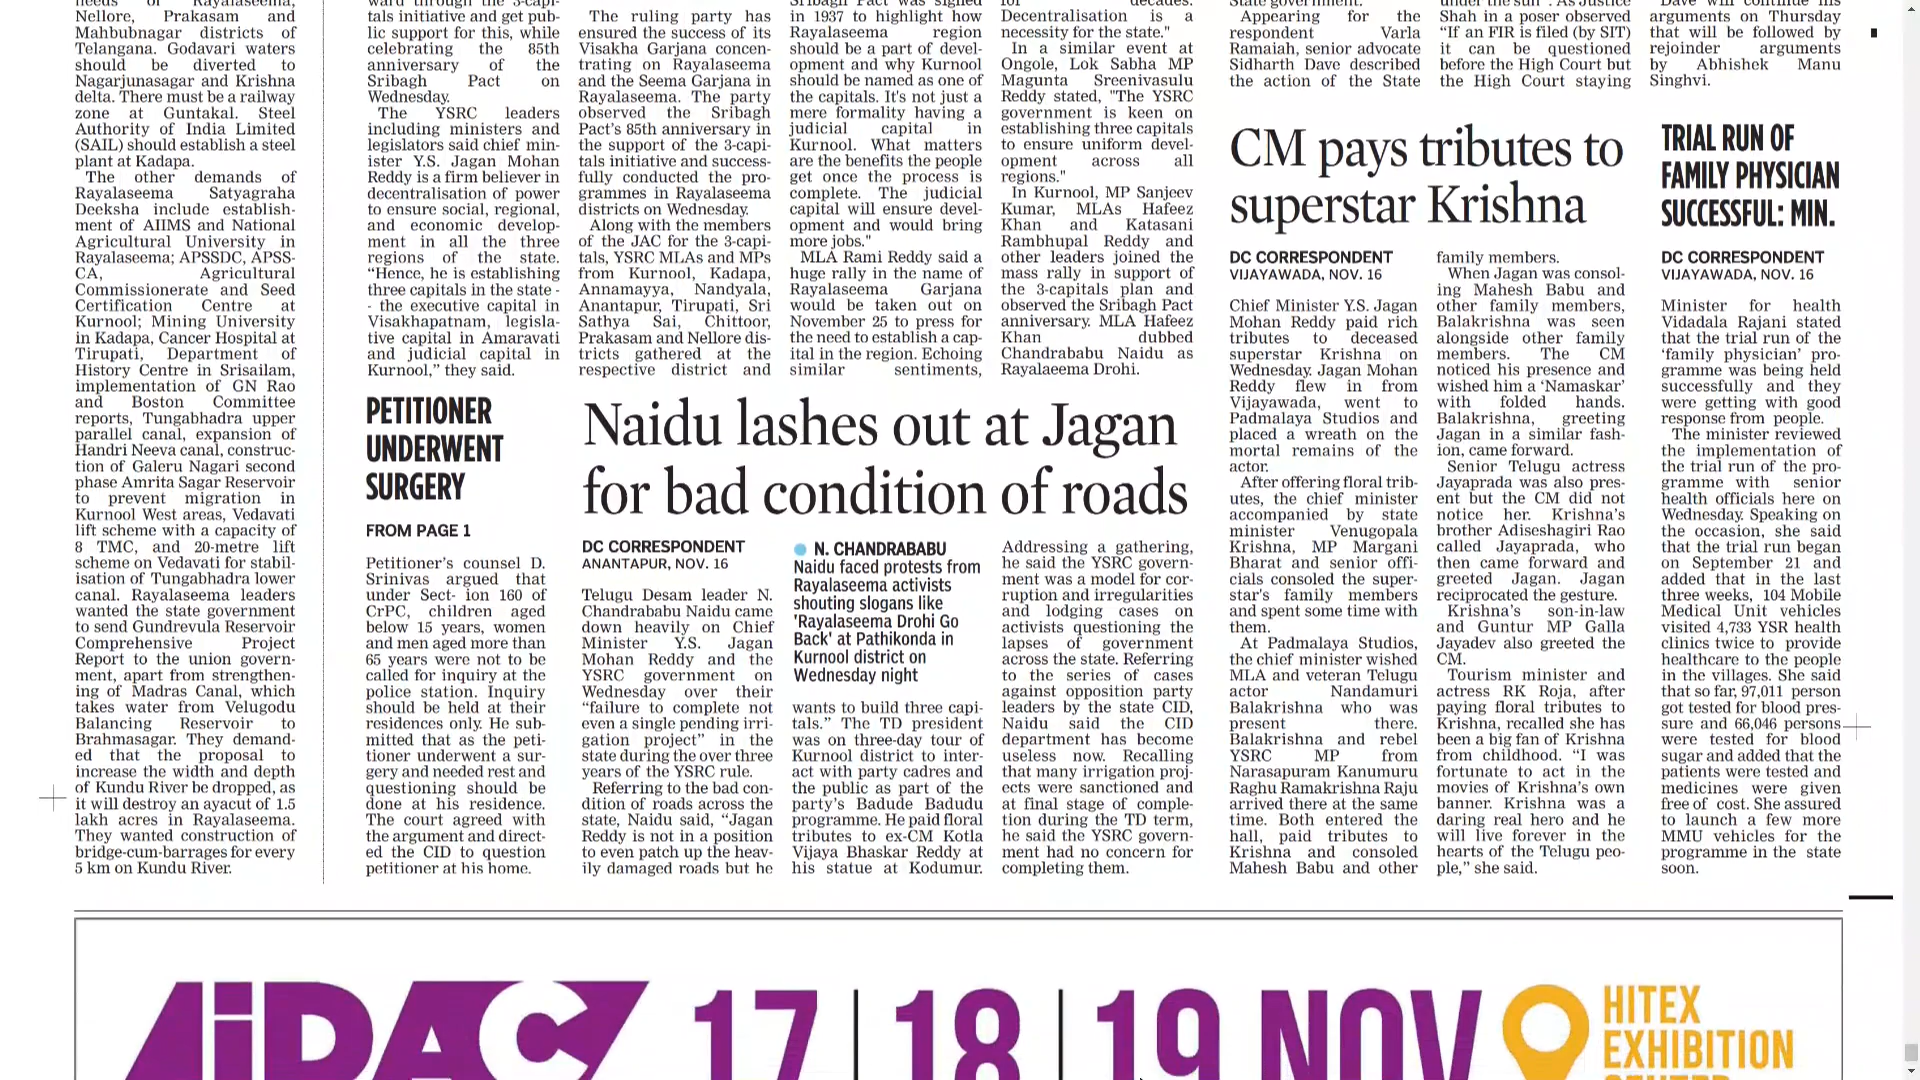 needs of Rayalaseema,
Nellore, Prakasam and
Mahbubnagar districts of
Telangana. Godavari waters
should be diverted to
Nagarjunasagar and Krishna
delta. There must be a railway
zone at Guntakal. Steel
Authority of India Limited
(SAIL) should establish a steel
plant at Kadapa.
The other demands of
Rayalaseema Satyagraha
Deeksha include establish-
ment of AIIMS and National
Agricultural University in
Rayalaseema; APSSDC, APSS-
CA, Agricultural
Commissionerate and Seed
Certification Centre at
Kurnool; Mining University
in Kadapa, Cancer Hospital at
Tirupati, Department of
History Centre in Srisailam,
implementation of GN Rao
and Boston Committee
reports, Tungabhadra upper
parallel canal, expansion of
Handri Neeva canal, construc-
tion of Galeru Nagari second
phase Amrita Sagar Reservoir
to prevent migration in
Kurnool West areas, Vedavati
lift scheme with a capacity of
8 TMC, and 20-metre lift
scheme on Vedavati for stabil-
isation of Tungabhadra lower
canal. Rayalaseema leaders
wanted the state government
to send Gundrevula Reservoir
Comprehensive Project
Report to the union govern-
ment, apart from strengthen-
ing of Madras Canal, which
takes water from Velugodu
Balancing Reservoir to
Brahmasagar. They demand-
ed that the proposal to
increase the width and depth
of Kundu River be dropped, as
it will destroy an ayacut of 1.5
lakh acres in Rayalaseema.
They wanted construction of
bridge-cum-barrages for every
5 km on Kundu River.
ward through the 3-capi-
tals initiative and get pub-
lic support for this, while
celebrating the 85th
anniversary of the
Sribagh Pact on
Wednesday.
The YSRC leaders
including ministers and
legislators said chief min-
ister Y.S. Jagan Mohan
Reddy is a firm believer in
decentralisation of power
to ensure social, regional,
and economic develop-
ment in all the three
regions of the state.
“Hence, he is establishing
three capitals in the state -
- the executive capital in
Visakhapatnam, legisla-
tive capital in Amaravati
and judicial capital in
Kurnool,” they said.
The ruling party has
ensured the success of its
Visakha Garjana concen-
trating on Rayalaseema
and the Seema Garjana in
Rayalaseema. The party
observed the Sribagh
Pact's 85th anniversary in
the support of the 3-capi-
tals initiative and success-
fully conducted the pro-
grammes in Rayalaseema
districts on Wednesday.
Along with the members
of the JAC for the 3-capi-
tals, YSRC MLAs and MPs
from Kurnool, Kadapa,
Annamayya, Nandyala,
Anantapur, Tirupati, Sri
Sathya Sai, Chittoor,
Prakasam and Nellore dis-
tricts gathered at the
respective district and
Sribagh Pact was signed
in 1937 to highlight how
Rayalaseema region
should be a part of devel-
opment and why Kurnool
should be named as one of
the capitals. It's not just a
mere formality having a
judicial capital in
Kurnool. What matters
are the benefits the people
get once the process is
complete. The judicial
capital will ensure devel-
opment and would bring
more jobs."
MLA Rami Reddy said a
huge rally in the name of
Rayalaseema Garjana
would be taken out on
November 25 to press for
the need to establish a cap-
ital in the region. Echoing
similar sentiments,
for decades.
Decentralisation is a
necessity for the state."
In a similar event at
Ongole, Lok Sabha MP
Magunta Sreenivasulu
Reddy stated, "The YSRC
government is keen on
establishing three capitals
to ensure uniform devel-
opment across all
regions."
In Kurnool, MP Sanjeev
Kumar, MLAs Hafeez
Khan and Katasani
Rambhupal Reddy and
other leaders joined the
mass rally in support of
the 3-capitals plan and
observed the Sribagh Pact
anniversary. MLA Hafeez
Khan dubbed
Chandrababu Naidu as
Rayalaeema Drohi.
State government.
Appearing for the
respondent Varla
Ramaiah, senior advocate
Sidharth Dave described
the action of the State
under the sun". As Justice
Shah in a poser observed
“If an FIR is filed (by SIT)
it can be questioned
before the High Court but
the High Court staying
Dave will continue his
arguments on Thursday
that will be followed by
rejoinder arguments
by Abhishek Manu
Singhvi.
PETITIONER
UNDERWENT
SURGERY
FROM PAGE 1
Petitioner's counsel D.
Srinivas argued that
under Sect- ion 160 of
CrPC, children aged
below 15 years, women
and men aged more than
65 years were not to be
called for inquiry at the
police station. Inquiry
should be held at their
residences only. He sub-
mitted that as the peti-
tioner underwent a sur-
gery and needed rest and
questioning should be
done at his residence.
The court agreed with
the argument and direct-
ed the CID to question
petitioner at his home.
Naidu lashes out at Jagan
for bad condition of roads
DC CORRESPONDENT
ANANTAPUR, NOV. 16
Telugu Desam leader N.
Chandrababu Naidu came
down heavily on Chief
Minister Y.S. Jagan
Mohan Reddy and the
YSRC government on
Wednesday over their
“failure to complete not
even a single pending irri-
gation project” in the
state during the over three
years of the YSRC rule.
Referring to the bad con-
dition of roads across the
state, Naidu said, “Jagan
Reddy is not in a position
to even patch up the heav-
ily damaged roads but he
N. CHANDRABABU
Naidu faced protests from
Rayalaseema activists
shouting slogans like
'Rayalaseema Drohi Go
Back' at Pathikonda in
Kurnool district on
Wednesday night
wants to build three capi-
tals.” The TD president
was on three-day tour of
Kurnool district to inter-
act with party cadres and
the public as part of the
party's Badude Badudu
programme. He paid floral
tributes to ex-CM Kotla
Vijaya Bhaskar Reddy at
his statue at Kodumur.
Addressing a gathering,
he said the YSRC govern-
ment was a model for cor-
ruption and irregularities
and lodging cases on
activists questioning the
lapses of government
across the state. Referring
to the series of cases
against opposition party
leaders by the state CID,
Naidu said the CID
department has become
useless now. Recalling
that many irrigation proj-
ects were sanctioned and
at final stage of comple-
tion during the TD term,
he said the YSRC govern-
ment had no concern for
completing them.
CM pays tributes to
superstar Krishna
DC CORRESPONDENT
VIJAYAWADA, NOV. 16
Chief Minister Y.S. Jagan
Mohan Reddy paid rich
tributes to deceased
superstar Krishna on
Wednesday. Jagan Mohan
Reddy flew in from
Vijayawada, went to
Padmalaya Studios and
placed a wreath on the
mortal remains of the
actor.
After offering floral trib-
utes, the chief minister
accompanied by state
minister Venugopala
Krishna, MP Margani
Bharat and senior offi-
cials consoled the super-
star's family members
and spent some time with
them.
At Padmalaya Studios,
the chief minister wished
MLA and veteran Telugu
actor Nandamuri
Balakrishna who was
present there.
Balakrishna and rebel
YSRC MP from
Narasapuram Kanumuru
Raghu Ramakrishna Raju
arrived there at the same
time. Both entered the
hall, paid tributes to
Krishna and consoled
Mahesh Babu and other
family members.
When Jagan was consol-
ing Mahesh Babu and
other family members,
Balakrishna was seen
alongside other family
members. The CM
noticed his presence and
wished him a ‘Namaskar’
with folded hands.
Balakrishna, greeting
Jagan in a similar fash-
ion, came forward.
Senior Telugu actress
Jayaprada was also pres-
ent but the CM did not
notice her. Krishna's
brother Adiseshagiri Rao
called Jayaprada, who
then came forward and
greeted Jagan. Jagan
reciprocated the gesture.
Krishna's son-in-law
and Guntur MP Galla
Jayadev also greeted the
CM.
Tourism minister and
actress RK Roja, after
paying floral tributes to
Krishna, recalled she has
been a big fan of Krishna
from childhood. “I was
fortunate to act in the
movies of Krishna's own
banner. Krishna was a
daring real hero and he
will live forever in the
hearts of the Telugu peo-
ple,” she said.
TRIAL RUN OF
FAMILY PHYSICIAN
SUCCESSFUL: MIN.
DC CORRESPONDENT
VIJAYAWADA, NOV. 16
Minister for health
Vidadala Rajani stated
that the trial run of the
‘family physician’ pro-
gramme was being held
successfully and they
were getting with good
response from people.
The minister reviewed
the implementation of
the trial run of the pro-
gramme with senior
health officials here on
Wednesday. Speaking on
the occasion, she said
that the trial run began
on September 21 and
added that in the last
three weeks, 104 Mobile
Medical Unit vehicles
visited 4,733 YSR health
clinics twice to provide
healthcare to the people
in the villages. She said
that so far, 97,011 person
got tested for blood pres-
sure and 66,046 persons
were tested for blood
sugar and added that the
patients were tested and
medicines were given
free of cost. She assured
to launch a few more
MMU vehicles for the
programme in the state
soon.
AiDAC
17 | 18 | 19 NOV
HITEX
EXHIBITION
CENTER